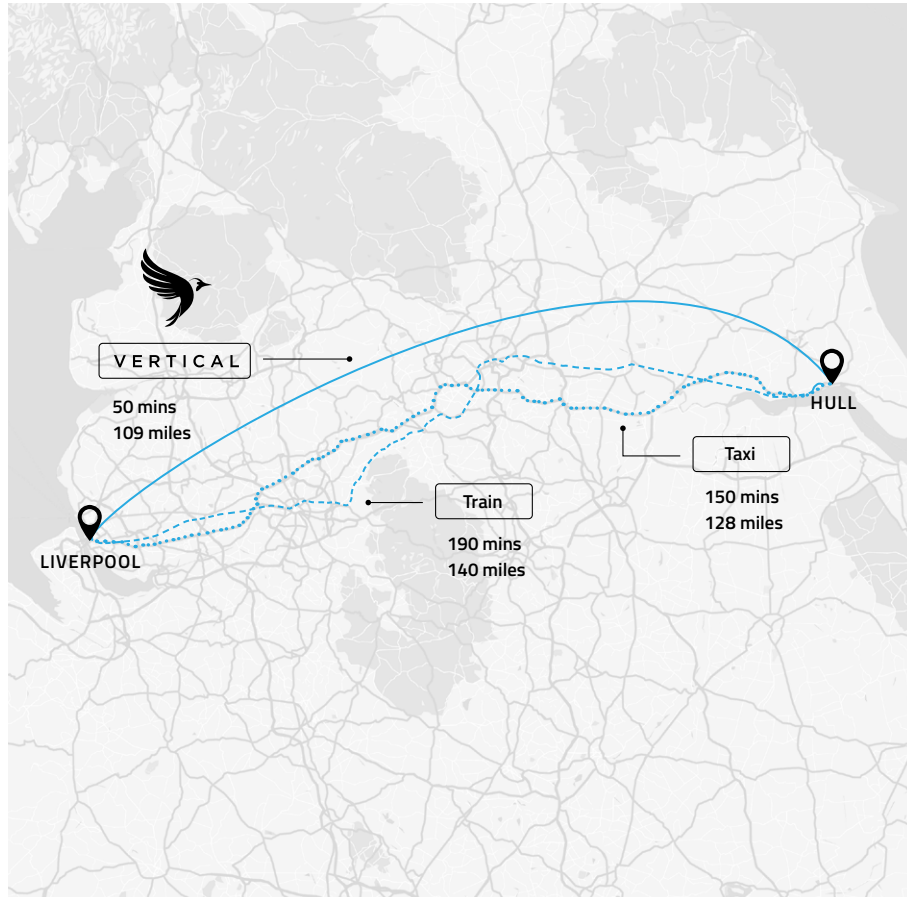 VERTICAL
50 mins
109 miles
HULL
Taxi
150 mins
128 miles
Train
190 mins
140 miles
LIVERPOOL